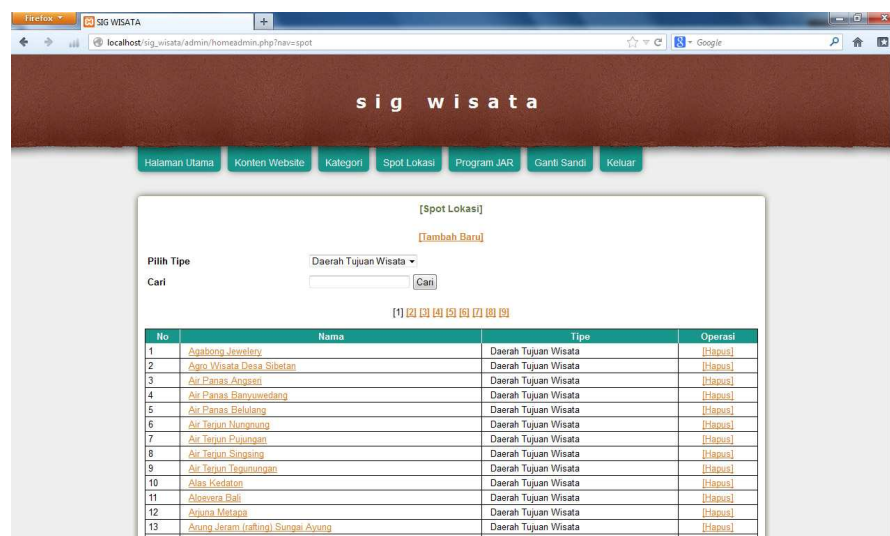 Firefox
SIG WISATA
localhost/sig_wisata/admin/homeadmin.php?nav=spot
Google
sig wisata
Halaman Utama Konten Website Kategori Spot Lokasi Program JAR Ganti Sandi Keluar
[Spot Lokasi]
[Tambah Baru]
Pilih Tipe Daerah Tujuan Wisata
Cari Cari
[1] [2] [3] [4] [5] [6] [7] [8] [9]
No Nama Tipe Operasi
1 Agabong Jewelery Daerah Tujuan Wisata [Hapus]
2 Agro Wisata Desa Sibetan Daerah Tujuan Wisata [Hapus]
3 Air Panas Angseri Daerah Tujuan Wisata [Hapus]
4 Air Panas Banyuwedang Daerah Tujuan Wisata [Hapus]
5 Air Panas Belulang Daerah Tujuan Wisata [Hapus]
6 Air Terjun Nungnung Daerah Tujuan Wisata [Hapus]
7 Air Terjun Pujungan Daerah Tujuan Wisata [Hapus]
8 Air Terjun Singsing Daerah Tujuan Wisata [Hapus]
9 Air Terjun Tegunungan Daerah Tujuan Wisata [Hapus]
10 Alas Kedaton Daerah Tujuan Wisata [Hapus]
11 Aloevera Bali Daerah Tujuan Wisata [Hapus]
12 Arjuna Metapa Daerah Tujuan Wisata [Hapus]
13 Arung Jeram (rafting) Sungai Ayung Daerah Tujuan Wisata [Hapus]